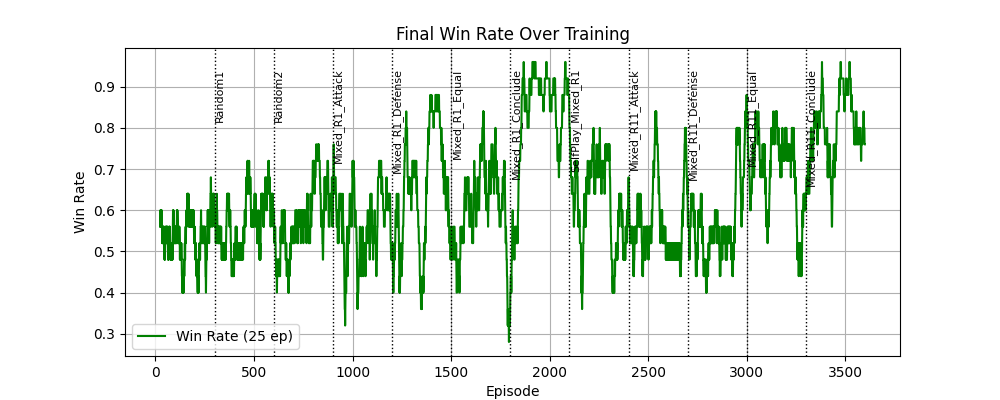 Final Win Rate Over Training
Win Rate
0.9
0.8
0.7
0.6
0.5
0.4
0.3
Random1
Random2
Mixed_R1_Attack
Mixed_R1_Defense
Mixed_R1_Equal
Mixed_R1_Conclude
SelfPlay_Mixed_R1
Mixed_R11_Attack
Mixed_R11_Defense
Mixed_R11_Equal
Mixed_R11_Conclude
Win Rate (25 ep)
0
500
1000
1500
2000
2500
3000
3500
Episode